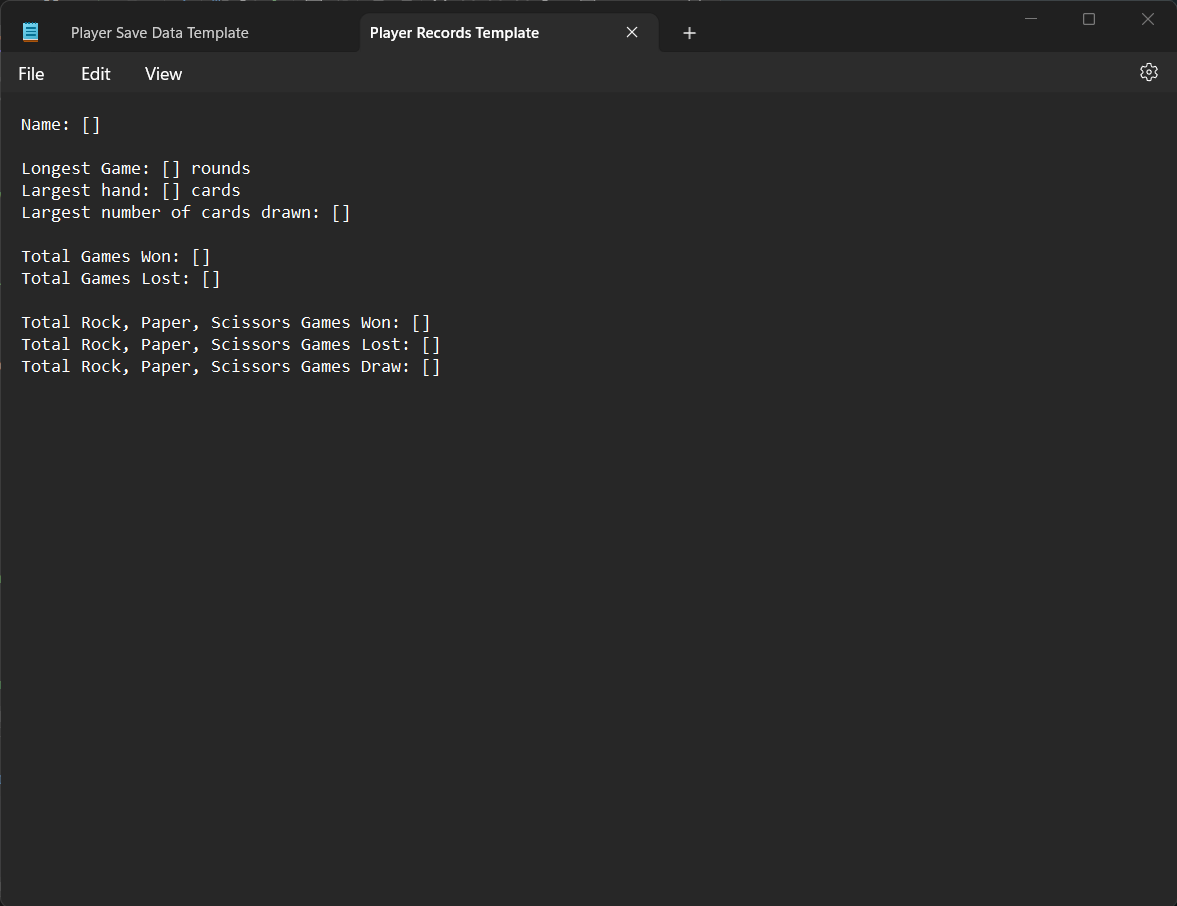 Player Save Data Template
Player Records Template
File Edit View
Name: []
Longest Game: [] rounds
Largest hand: [] cards
Largest number of cards drawn: []
Total Games Won: []
Total Games Lost: []
Total Rock, Paper, Scissors Games Won: []
Total Rock, Paper, Scissors Games Lost: []
Total Rock, Paper, Scissors Games Draw: []